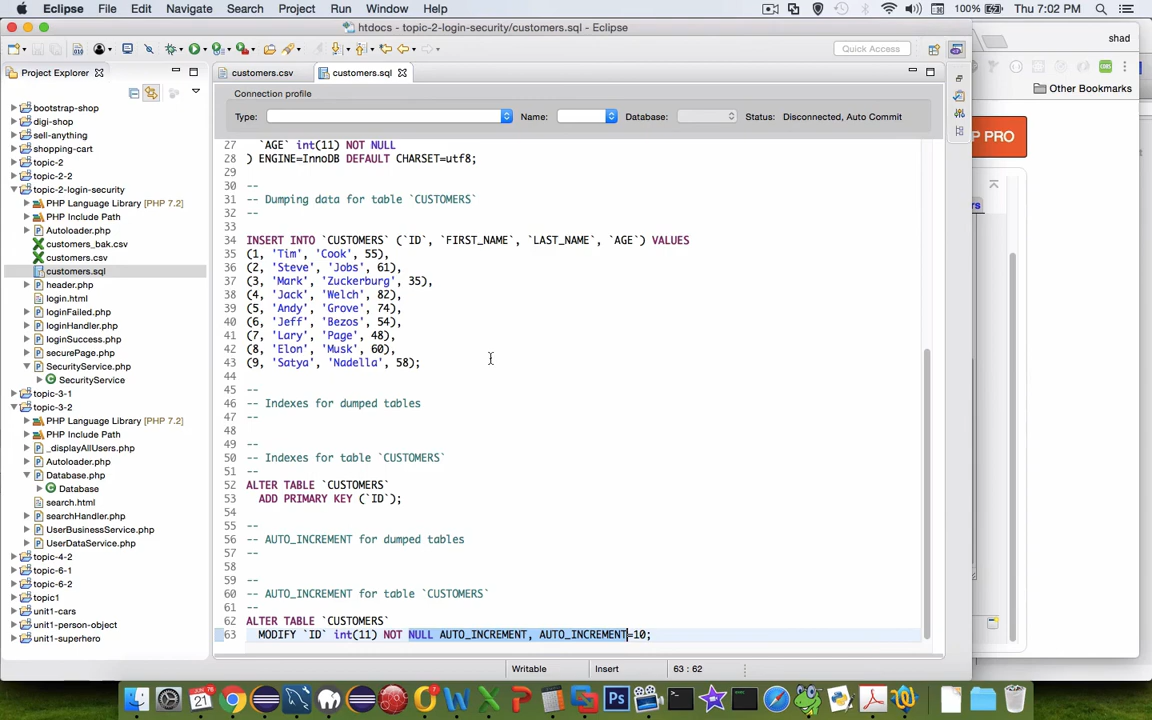 Eclipse File Edit Navigate Search Project Run Window Help 100% Thu 7:02 PM
htdocs - topic-2-login-security/customers.sql - Eclipse
shad
Quick Access
Project Explorer
customers.csv customers.sql
Other Bookmarks
Connection profile
Type: Name: Database: Status: Disconnected, Auto Commit
P PRO
bootstrap-shop
digi-shop
sell-anything
shopping-cart
topic-2
topic-2-2
topic-2-login-security
PHP Language Library [PHP 7.2]
PHP Include Path
Autoloader.php
customers_bak.csv
customers.csv
customers.sql
header.php
login.html
loginFailed.php
loginHandler.php
loginSuccess.php
securePage.php
SecurityService.php
SecurityService
topic-3-1
topic-3-2
PHP Language Library [PHP 7.2]
PHP Include Path
_displayAllUsers.php
Autoloader.php
Database.php
Database
search.html
searchHandler.php
UserBusinessService.php
UserDataService.php
topic-4-2
topic-6-1
topic-6-2
topic1
unit1-cars
unit1-person-object
unit1-superhero
27 `AGE` int(11) NOT NULL
28 ) ENGINE=InnoDB DEFAULT CHARSET=utf8;
29
30 --
31 -- Dumping data for table `CUSTOMERS`
32 --
33
34 INSERT INTO `CUSTOMERS` (`ID`, `FIRST_NAME`, `LAST_NAME`, `AGE`) VALUES
35 (1, 'Tim', 'Cook', 55),
36 (2, 'Steve', 'Jobs', 61),
37 (3, 'Mark', 'Zuckerburg', 35),
38 (4, 'Jack', 'Welch', 82),
39 (5, 'Andy', 'Grove', 74),
40 (6, 'Jeff', 'Bezos', 54),
41 (7, 'Lary', 'Page', 48),
42 (8, 'Elon', 'Musk', 60),
43 (9, 'Satya', 'Nadella', 58);
44
45 --
46 -- Indexes for dumped tables
47 --
48
49 --
50 -- Indexes for table `CUSTOMERS`
51 --
52 ALTER TABLE `CUSTOMERS`
53 ADD PRIMARY KEY (`ID`);
54
55 --
56 -- AUTO_INCREMENT for dumped tables
57 --
58
59 --
60 -- AUTO_INCREMENT for table `CUSTOMERS`
61 --
62 ALTER TABLE `CUSTOMERS`
63 MODIFY `ID` int(11) NOT NULL AUTO_INCREMENT, AUTO_INCREMENT=10;
Writable Insert 63 : 62